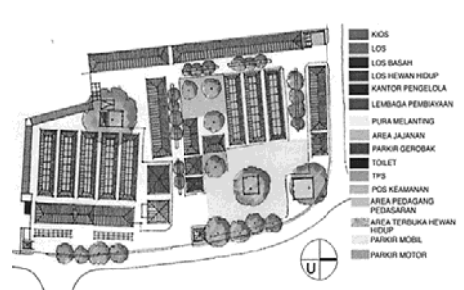 KIOS
LOS
LOS BASAH
LOS HEWAN HIDUP
KANTOR PENGELOLA
LEMBAGA PEMBIAYAAN
PURA MELANTING
AREA JAJANAN
PARKIR GEROBAK
TOILET
TPS
POS KEAMANAN
AREA PEDAGANG
PEDASARAN
AREA TERBUKA HEWAN
HIDUP
PARKIR MOBIL
PARKIR MOTOR
U